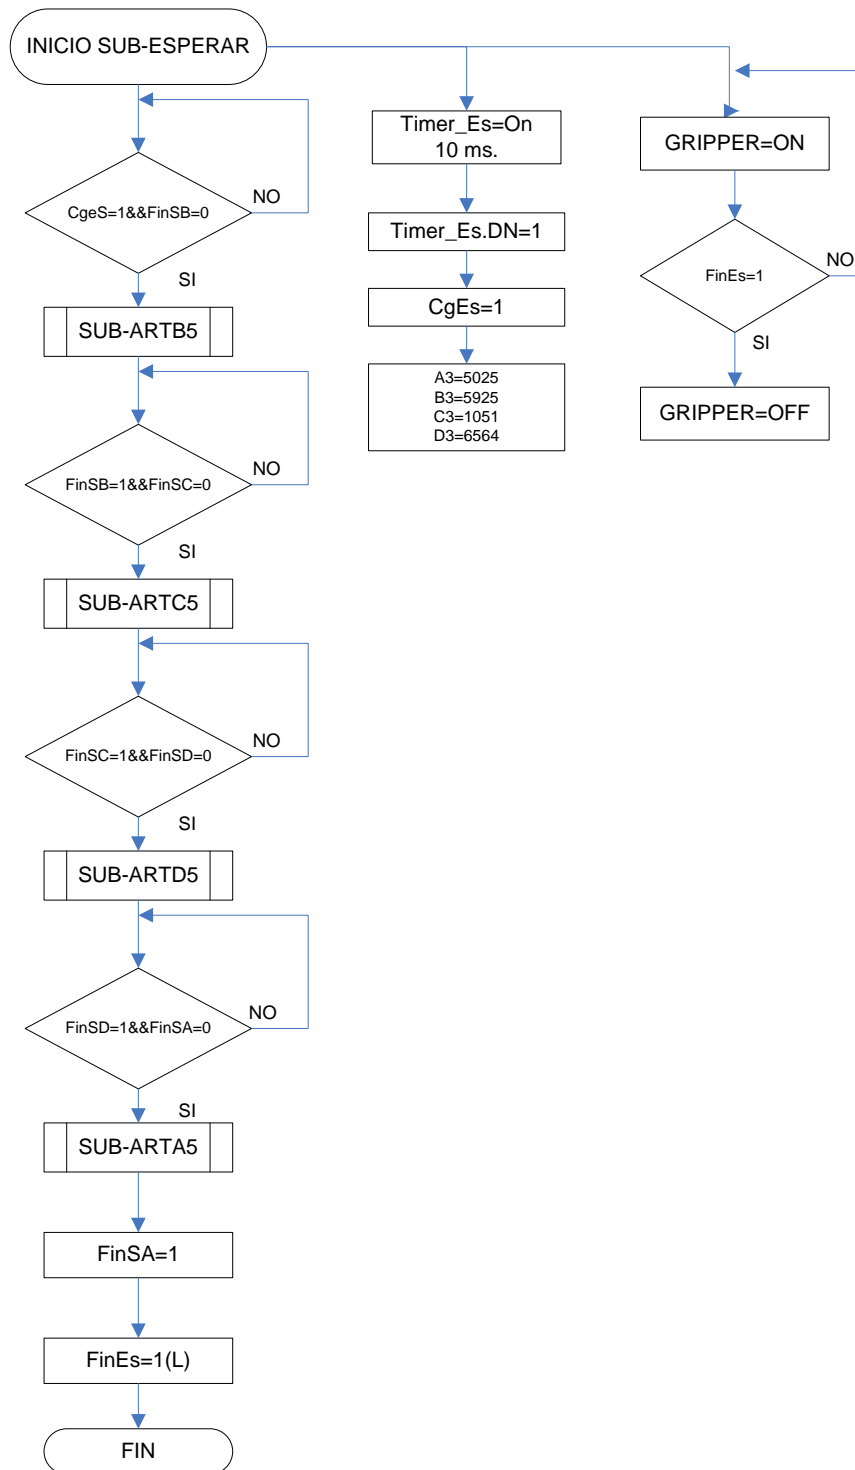 INICIO SUB-ESPERAR
CgeS=1&&FinSB=0
NO
SI
SUB-ARTB5
FinSB=1&&FinSC=0
NO
SI
SUB-ARTC5
FinSC=1&&FinSD=0
NO
SI
SUB-ARTD5
FinSD=1&&FinSA=0
NO
SI
SUB-ARTA5
FinSA=1
FinEs=1(L)
FIN
Timer_Es=On
10 ms.
Timer_Es.DN=1
CgEs=1
A3=5025
B3=5925
C3=1051
D3=6564
GRIPPER=ON
FinEs=1
NO
SI
GRIPPER=OFF